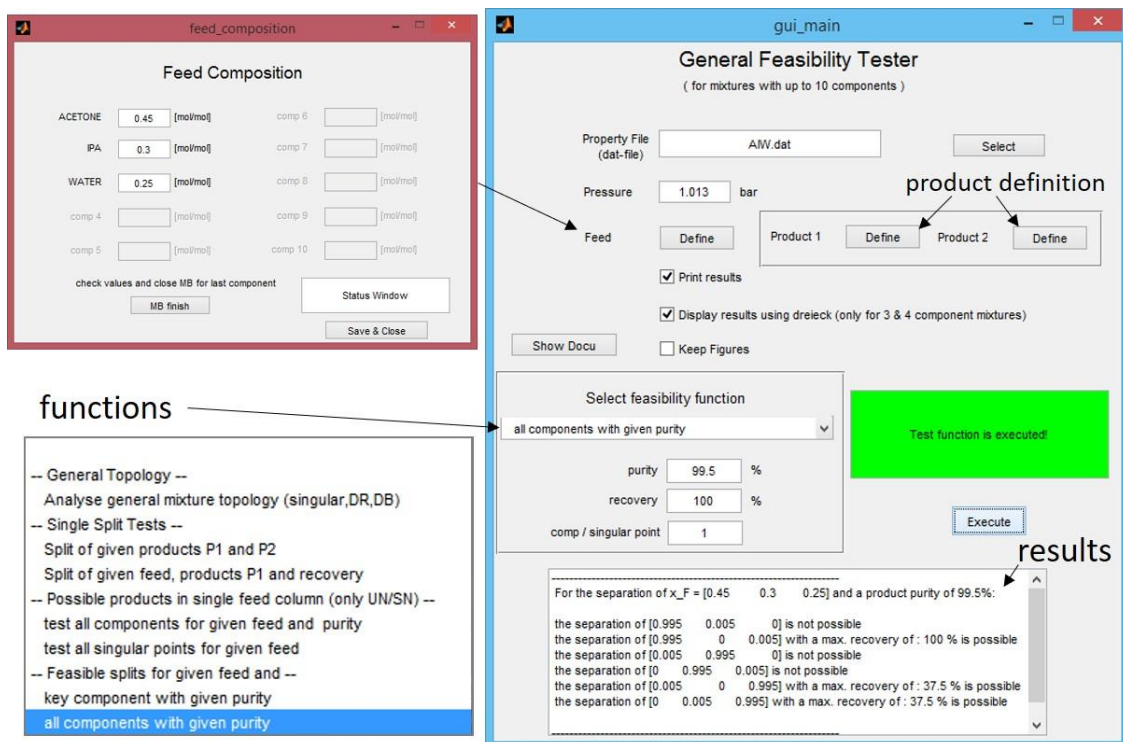 feed_composition
Feed Composition
ACETONE 0.45 [mol/mol] comp 6 [mol/mol]
IPA 0.3 [mol/mol] comp 7 [mol/mol]
WATER 0.25 [mol/mol] comp 8 [mol/mol]
comp 4 [mol/mol] comp 9 [mol/mol]
comp 5 [mol/mol] comp 10 [mol/mol]
check values and close MB for last component
MB finish
Status Window
Save & Close
functions
-- General Topology --
Analyse general mixture topology (singular,DR,DB)
-- Single Split Tests --
Split of given products P1 and P2
Split of given feed, products P1 and recovery
-- Possible products in single feed column (only UN/SN) --
test all components for given feed and purity
test all singular points for given feed
-- Feasible splits for given feed and --
key component with given purity
all components with given purity
gui_main
General Feasibility Tester
( for mixtures with up to 10 components )
Property File
(dat-file)
AIW.dat
Select
Pressure 1.013 bar
product definition
Feed Define Product 1 Define Product 2 Define
Print results
Display results using dreieck (only for 3 & 4 component mixtures)
Show Docu
Keep Figures
Select feasibility function
all components with given purity
purity 99.5 %
recovery 100 %
comp / singular point 1
Test function is executed!
Execute
results
For the separation of x_F = [0.45 0.3 0.25] and a product purity of 99.5%:
the separation of [0.995 0.005 0] is not possible
the separation of [0.995 0 0.005] with a max. recovery of : 100 % is possible
the separation of [0.005 0.995 0] is not possible
the separation of [0 0.995 0.005] is not possible
the separation of [0.005 0 0.995] with a max. recovery of : 37.5 % is possible
the separation of [0 0.005 0.995] with a max. recovery of : 37.5 % is possible